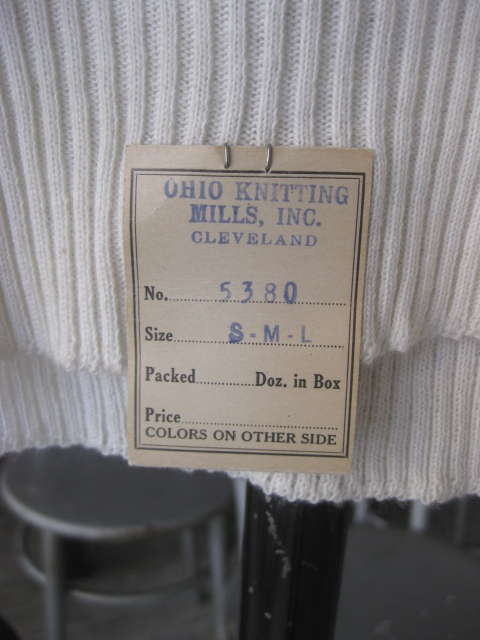 OHIO KNITTING
MILLS, INC.
CLEVELAND
No. 5380
Size S-M-L
Packed Doz. in Box
Price
COLORS ON OTHER SIDE